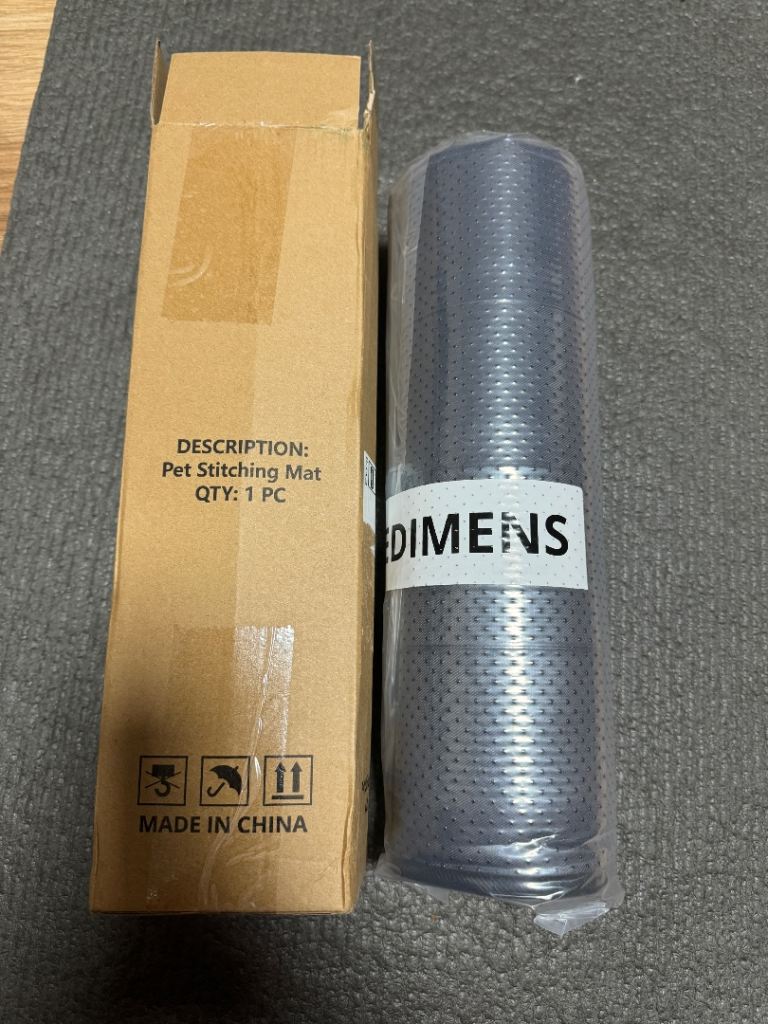 DESCRIPTION:
Pet Stitching Mat
QTY: 1 PC
MADE IN CHINA
EDIMENS